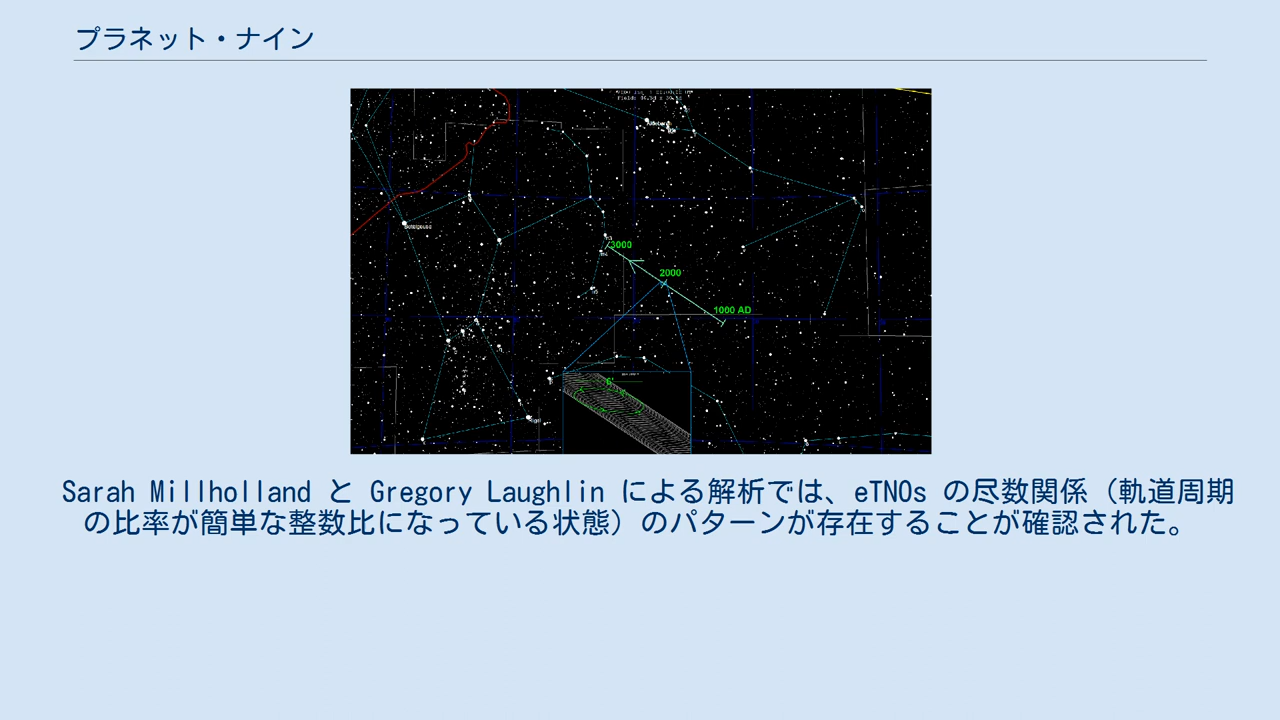 プラネット・ナイン
3000
2000
1000 AD
6'
Sarah Millholland と Gregory Laughlin による解析では、eTNOs の尽数関係（軌道周期
の比率が簡単な整数比になっている状態）のパターンが存在することが確認された。